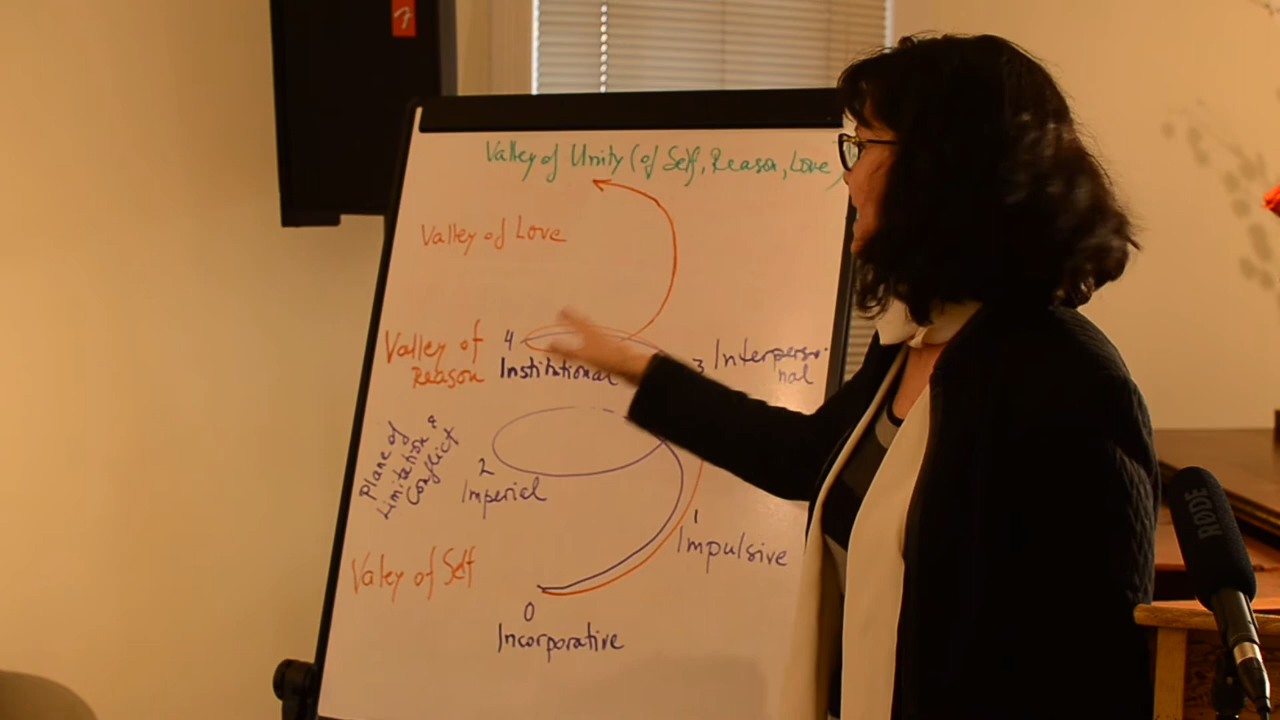 Valley of Unity (of Self, Reason, Love)
Valley of Love
Valley of
Reason
4
Institutional
3 Interperso-
nal
Plane of
Limitation &
Conflict
2
Imperial
1
Impulsive
Valey of Self
0
Incorporative
RØDE